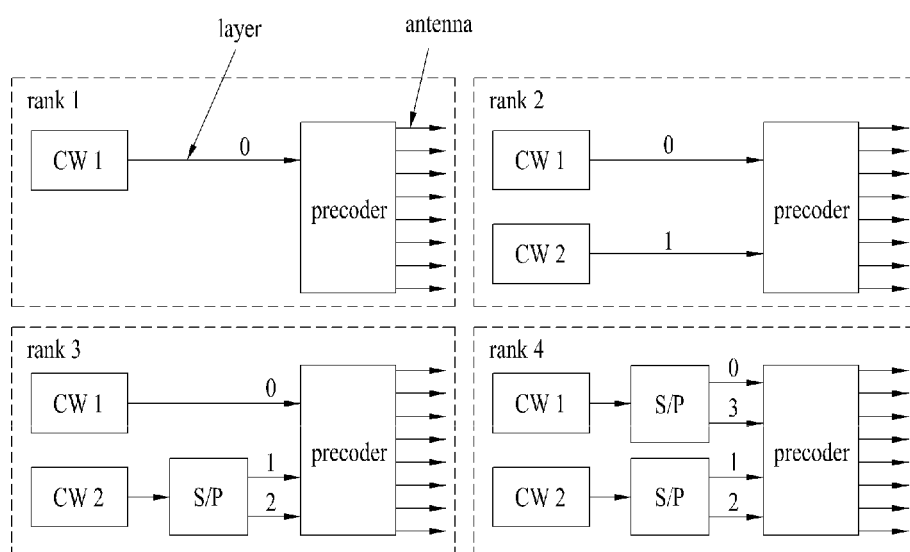 layer
antenna
rank 1
CW 1
0
precoder
rank 2
CW 1
0
CW 2
1
precoder
rank 3
CW 1
0
CW 2
S/P
1
2
precoder
rank 4
CW 1
S/P
0
3
CW 2
S/P
1
2
precoder